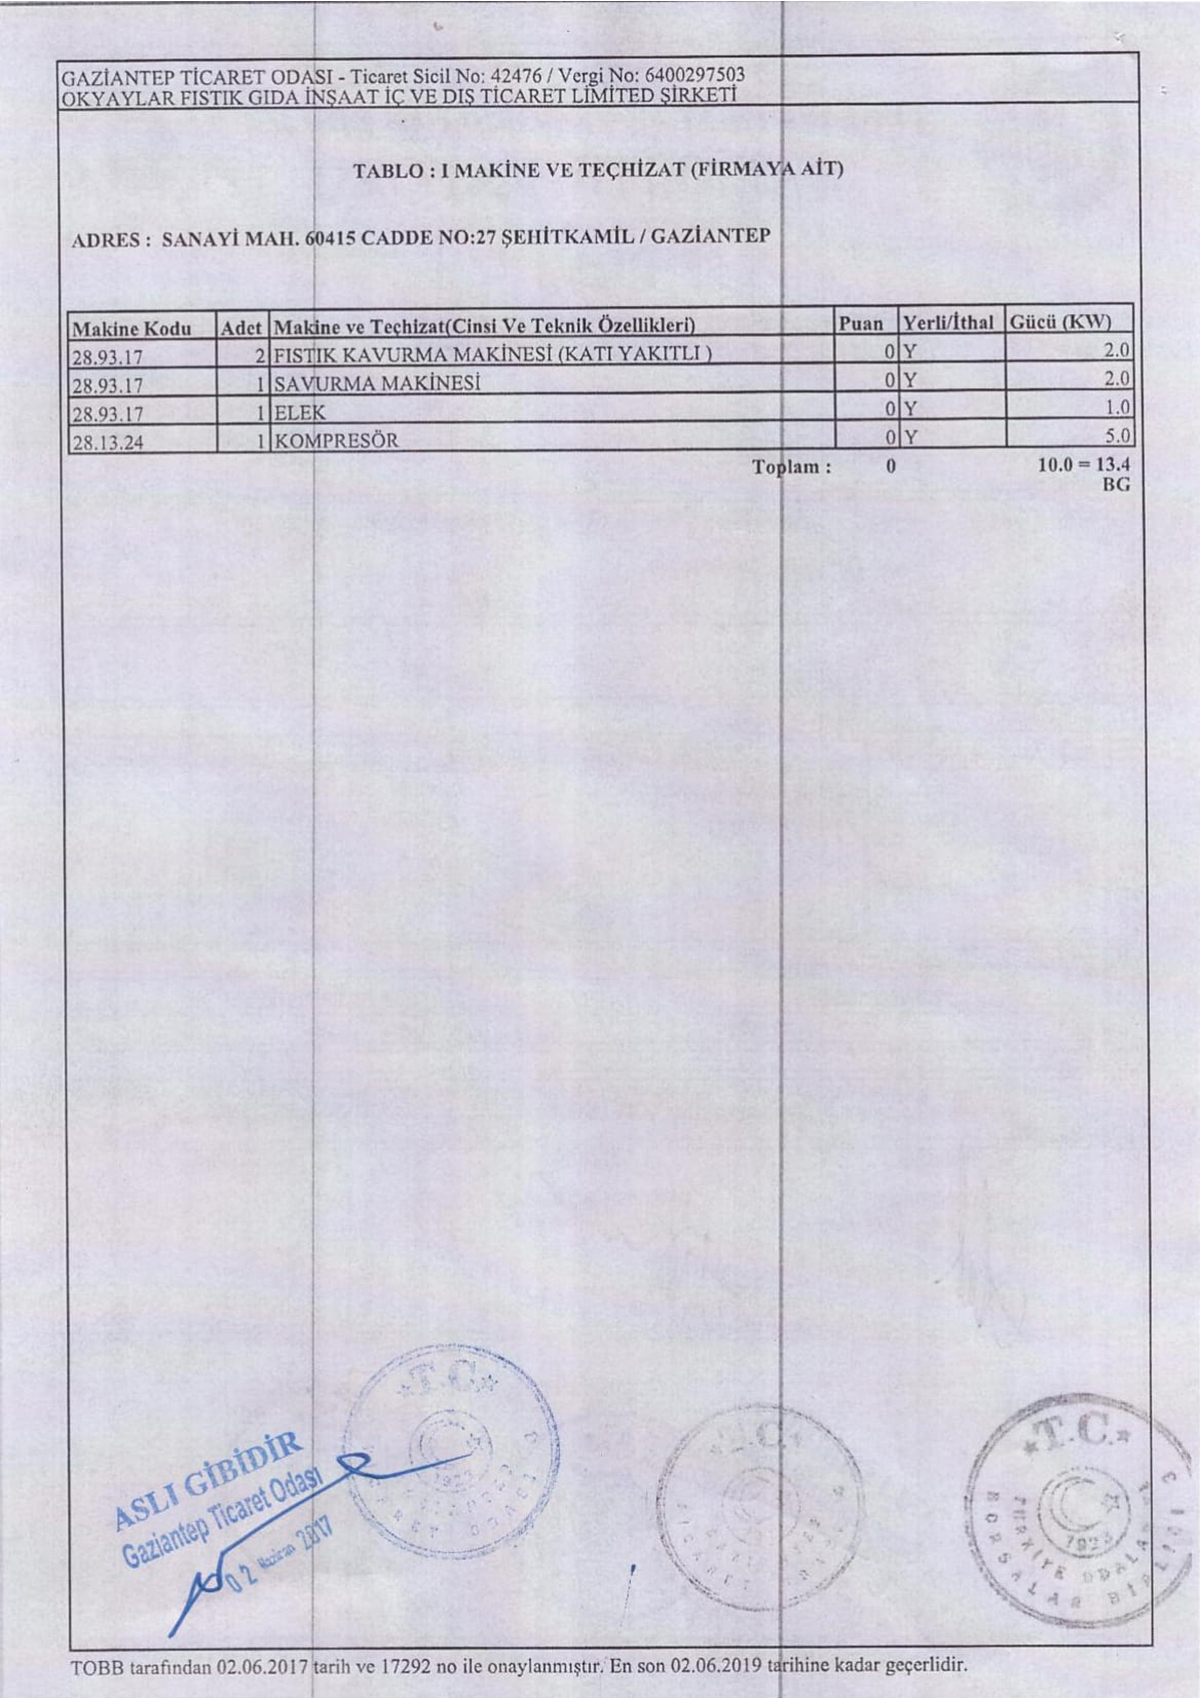 GAZİANTEP TİCARET ODASI - Ticaret Sicil No: 42476 / Vergi No: 6400297503
OKYAYLAR FISTIK GIDA İNŞAAT İÇ VE DIŞ TİCARET LİMİTED ŞİRKETİ
TABLO : I MAKİNE VE TEÇHİZAT (FİRMAYA AİT)
ADRES : SANAYİ MAH. 60415 CADDE NO:27 ŞEHİTKAMİL / GAZİANTEP
Makine Kodu Adet Makine ve Teçhizat(Cinsi Ve Teknik Özellikleri) Puan Yerli/İthal Gücü (KW)
28.93.17 2 FISTIK KAVURMA MAKİNESİ (KATI YAKITLI ) 0 Y 2.0
28.93.17 1 SAVURMA MAKİNESİ 0 Y 2.0
28.93.17 1 ELEK 0 Y 1.0
28.13.24 1 KOMPRESÖR 0 Y 5.0
Toplam : 0 10.0 = 13.4
BG
T.C.
1923
T.C.
T.C.
1923
TÜRKİYE ODALAR
BORSALAR BİRLİĞİ
ASLI GİBİDİR
Gaziantep Ticaret Odası
02 Haziran 2017
TOBB tarafından 02.06.2017 tarih ve 17292 no ile onaylanmıştır. En son 02.06.2019 tarihine kadar geçerlidir.